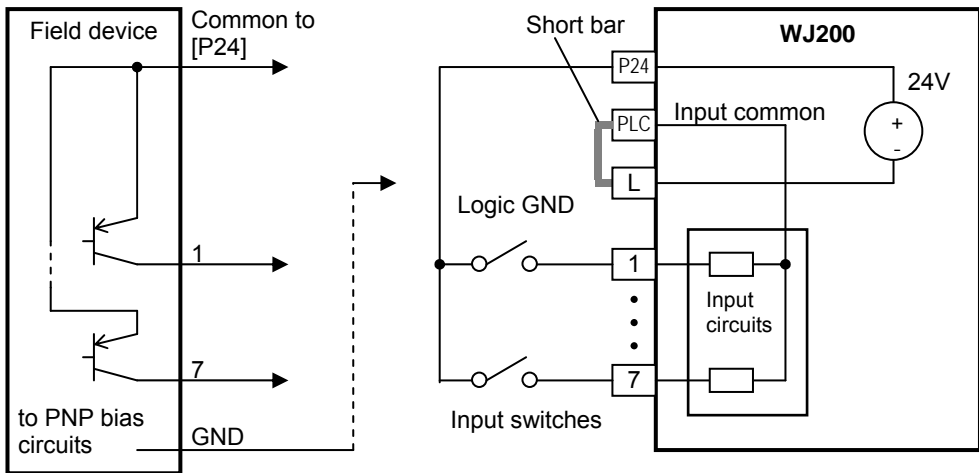 Field device
Common to
[P24]
1
7
to PNP bias
circuits
GND
Short bar
WJ200
P24
24V
PLC
Input common
+
-
L
Logic GND
1
Input
circuits
7
Input switches